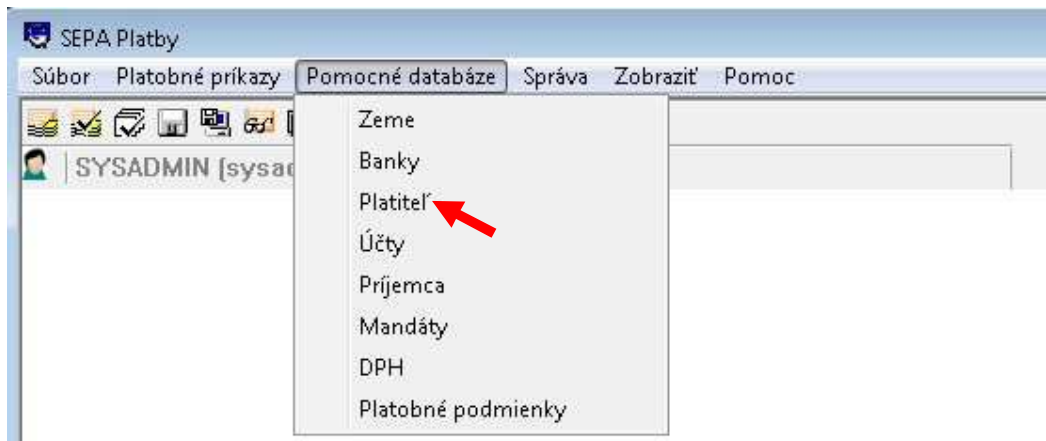 SEPA Platby
Súbor Platobné príkazy Pomocné databáze Správa Zobraziť Pomoc
SYSADMIN
Zeme
Banky
Platiteľ
Účty
Príjemca
Mandáty
DPH
Platobné podmienky